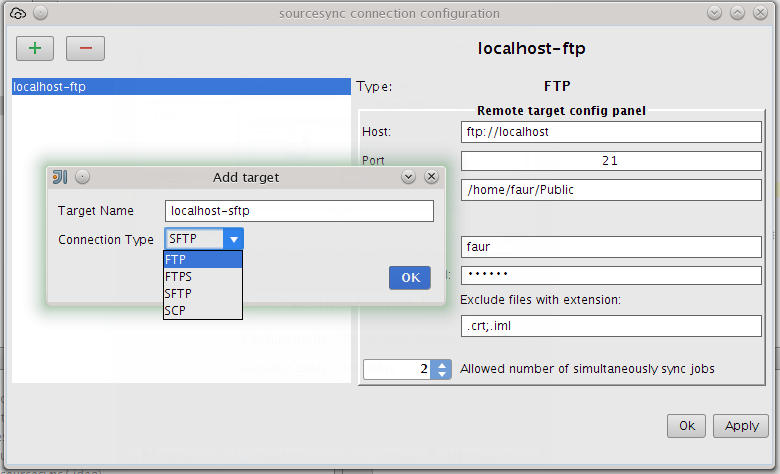 sourcesync connection configuration
localhost-ftp
localhost-ftp
Type: FTP
Remote target config panel
Host: ftp://localhost
Port 21
Add target
/home/faur/Public
Target Name localhost-sftp
Connection Type SFTP
faur
FTP
FTPS
SFTP
SCP
OK
••••••
Exclude files with extension:
.crt;.iml
2 Allowed number of simultaneously sync jobs
Ok Apply